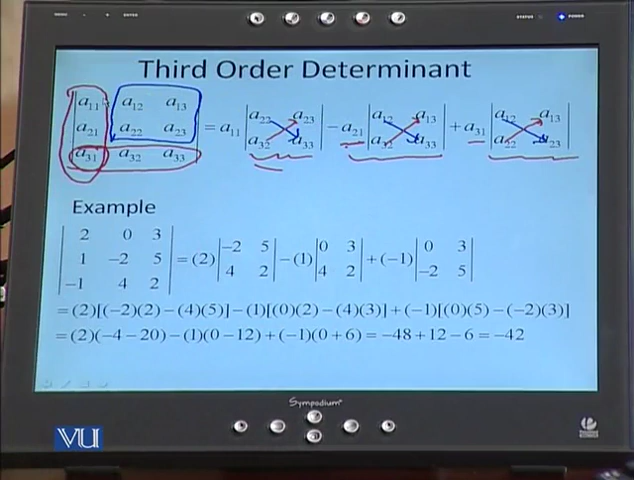 STATUS POWER
Third Order Determinant
|a11 a12 a13|
|a21 a22 a23| = a11 |a22 a23| − a21 |a12 a13| + a31 |a12 a13|
|a31 a32 a33| |a32 a33| |a32 a33| |a22 a23|
Example
|2 0 3|
|1 −2 5| = (2) |−2 5| − (1) |0 3| + (−1) |0 3|
|−1 4 2| |4 2| |4 2| |−2 5|
= (2)[(−2)(2) − (4)(5)] − (1)[(0)(2) − (4)(3)] + (−1)[(0)(5) − (−2)(3)]
= (2)(−4 − 20) − (1)(0 − 12) + (−1)(0 + 6) = −48 + 12 − 6 = −42
Sympodium
VU